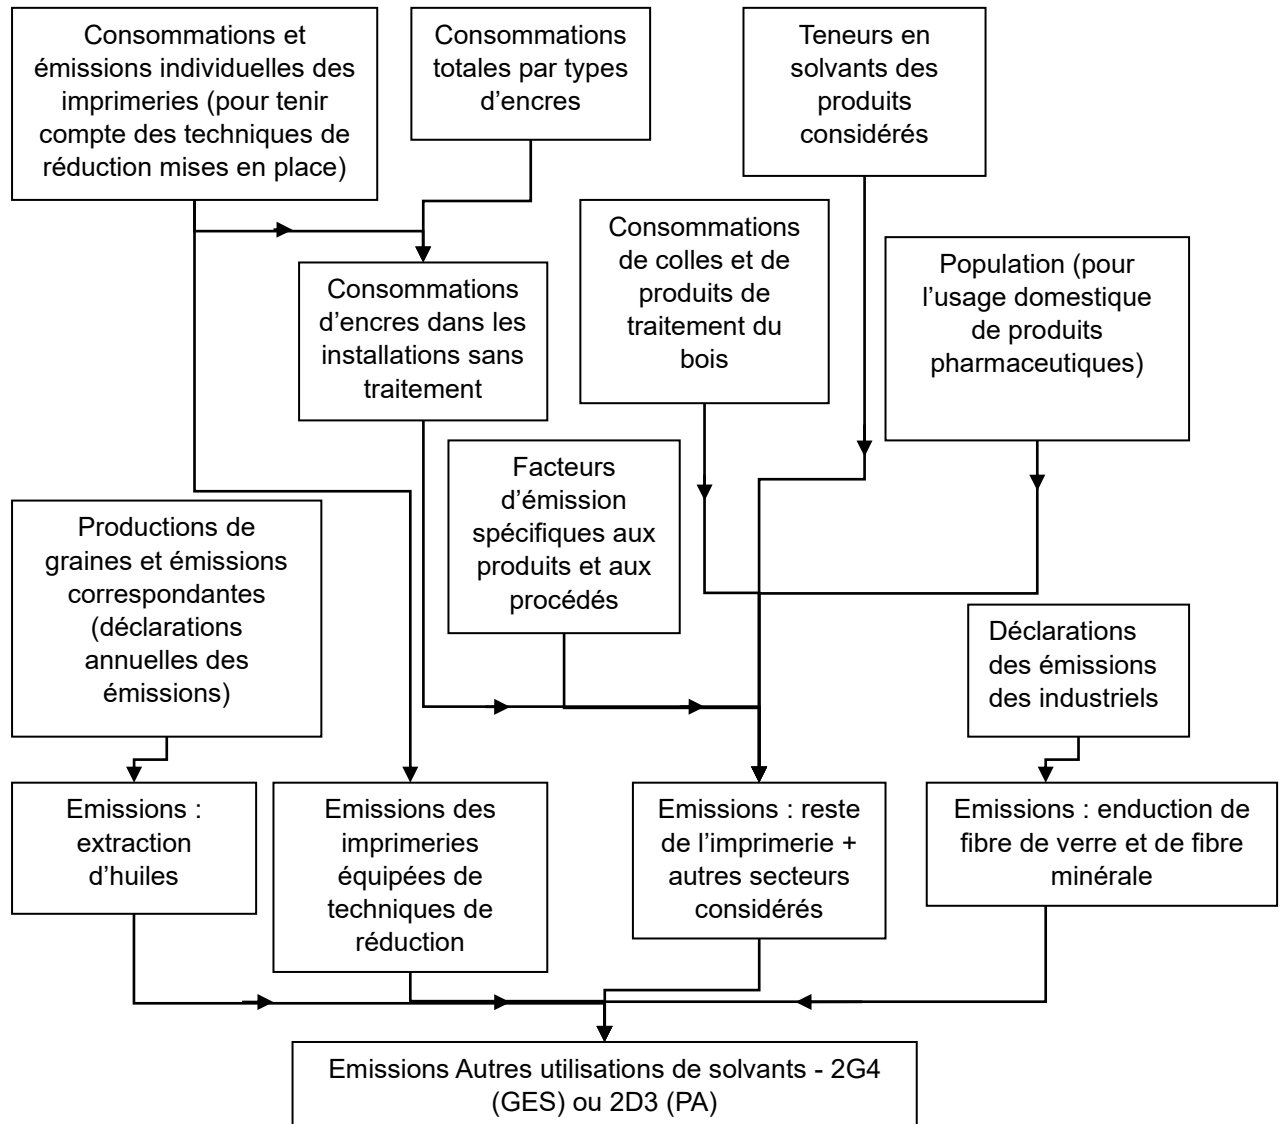 Consommations et
émissions individuelles des
imprimeries (pour tenir
compte des techniques de
réduction mises en place)
Consommations
totales par types
d’encres
Teneurs en
solvants des
produits
considérés
Consommations
d’encres dans les
installations sans
traitement
Consommations
de colles et de
produits de
traitement du
bois
Population (pour
l’usage domestique
de produits
pharmaceutiques)
Facteurs
d’émission
spécifiques aux
produits et aux
procédés
Productions de
graines et émissions
correspondantes
(déclarations
annuelles des
émissions)
Déclarations
des émissions
des industriels
Emissions :
extraction
d’huiles
Emissions des
imprimeries
équipées de
techniques de
réduction
Emissions : reste
de l’imprimerie +
autres secteurs
considérés
Emissions : enduction de
fibre de verre et de fibre
minérale
Emissions Autres utilisations de solvants - 2G4
(GES) ou 2D3 (PA)